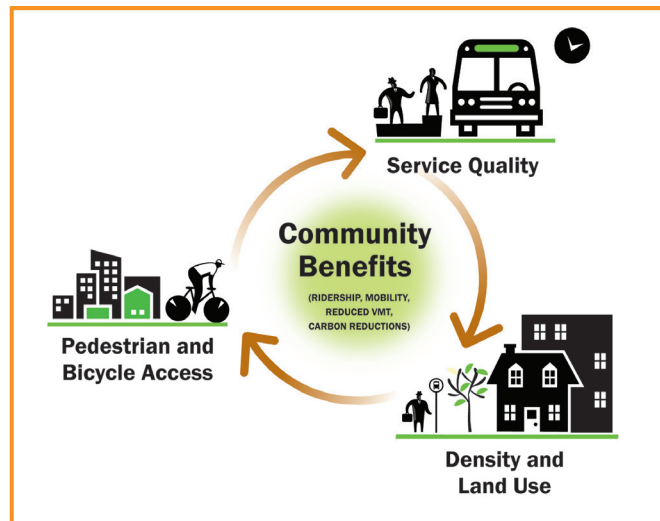 Service Quality
Community
Benefits
(RIDERSHIP, MOBILITY,
REDUCED VMT,
CARBON REDUCTIONS)
Pedestrian and
Bicycle Access
Density and
Land Use